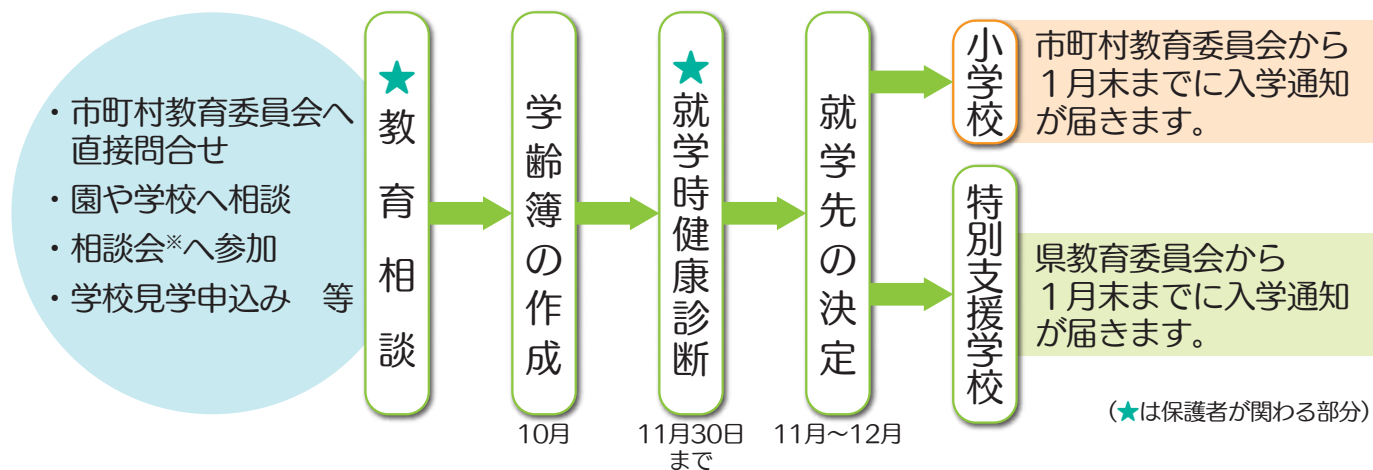 ・市町村教育委員会へ
直接問合せ
・園や学校へ相談
・相談会※へ参加
・学校見学申込み　等
★教育相談
学齢簿の作成
10月
★就学時健康診断
11月30日
まで
就学先の決定
11月～12月
小学校
市町村教育委員会から
１月末までに入学通知
が届きます。
特別支援学校
県教育委員会から
１月末までに入学通知
が届きます。
（★は保護者が関わる部分）